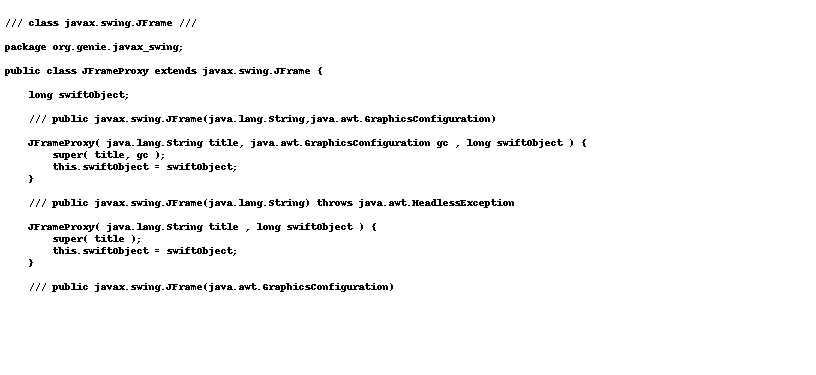 /// class javax.swing.JFrame ///
package org.genie.javax_swing;
public class JFrameProxy extends javax.swing.JFrame {
long swiftObject;
/// public javax.swing.JFrame(java.lang.String,java.awt.GraphicsConfiguration)
JFrameProxy( java.lang.String title, java.awt.GraphicsConfiguration gc , long swiftObject ) {
super( title, gc );
this.swiftObject = swiftObject;
}
/// public javax.swing.JFrame(java.lang.String) throws java.awt.HeadlessException
JFrameProxy( java.lang.String title , long swiftObject ) {
super( title );
this.swiftObject = swiftObject;
}
/// public javax.swing.JFrame(java.awt.GraphicsConfiguration)